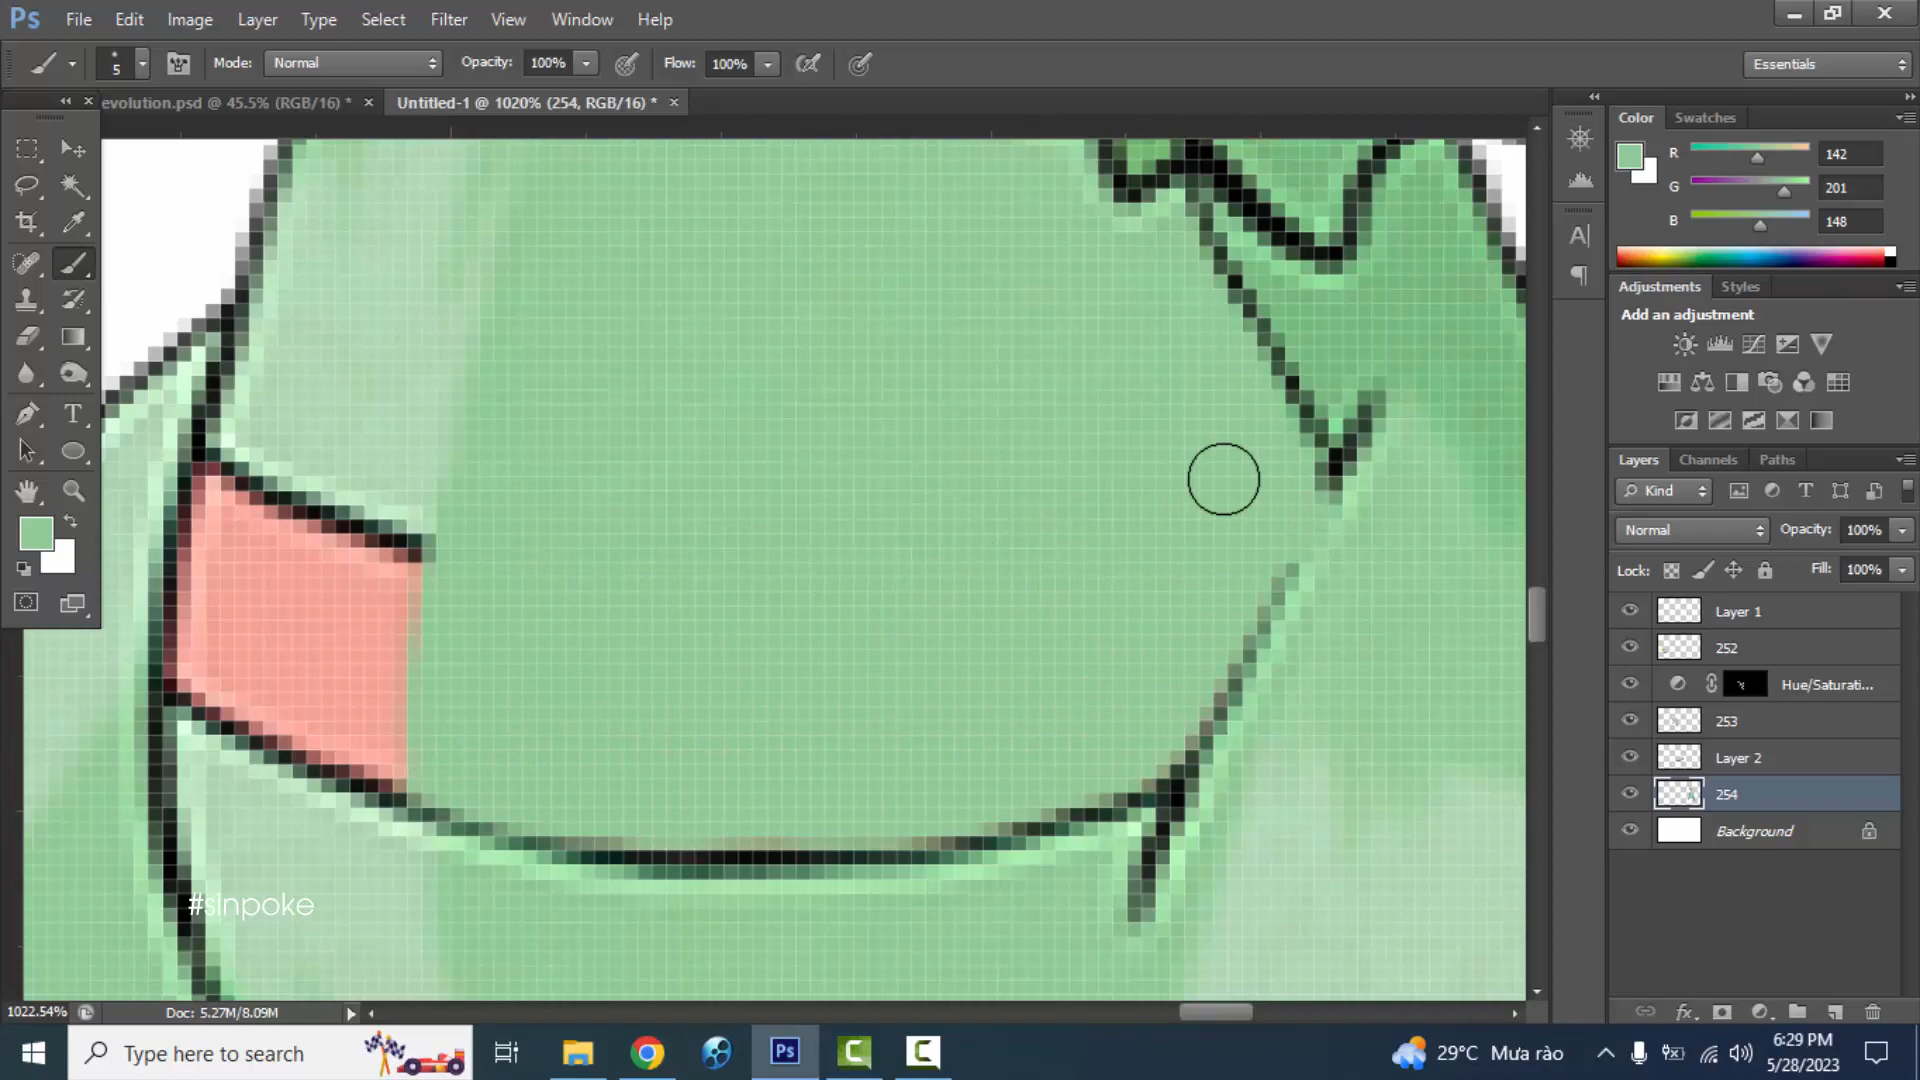 Ps File Edit Image Layer Type Select Filter View Window Help
5 Mode: Normal Opacity: 100% Flow: 100% Essentials
evolution.psd @ 45.5% (RGB/16) * Untitled-1 @ 1020% (254, RGB/16) *
Color Swatches
R 142
G 201
B 148
Adjustments Styles
Add an adjustment
Layers Channels Paths
Kind
Normal Opacity: 100%
Lock: Fill: 100%
Layer 1
252
Hue/Saturati...
253
Layer 2
254
Background
#sinpoke
1022.54% Doc: 5.27M/8.09M
Type here to search
29°C Mưa rào
6:29 PM
5/28/2023